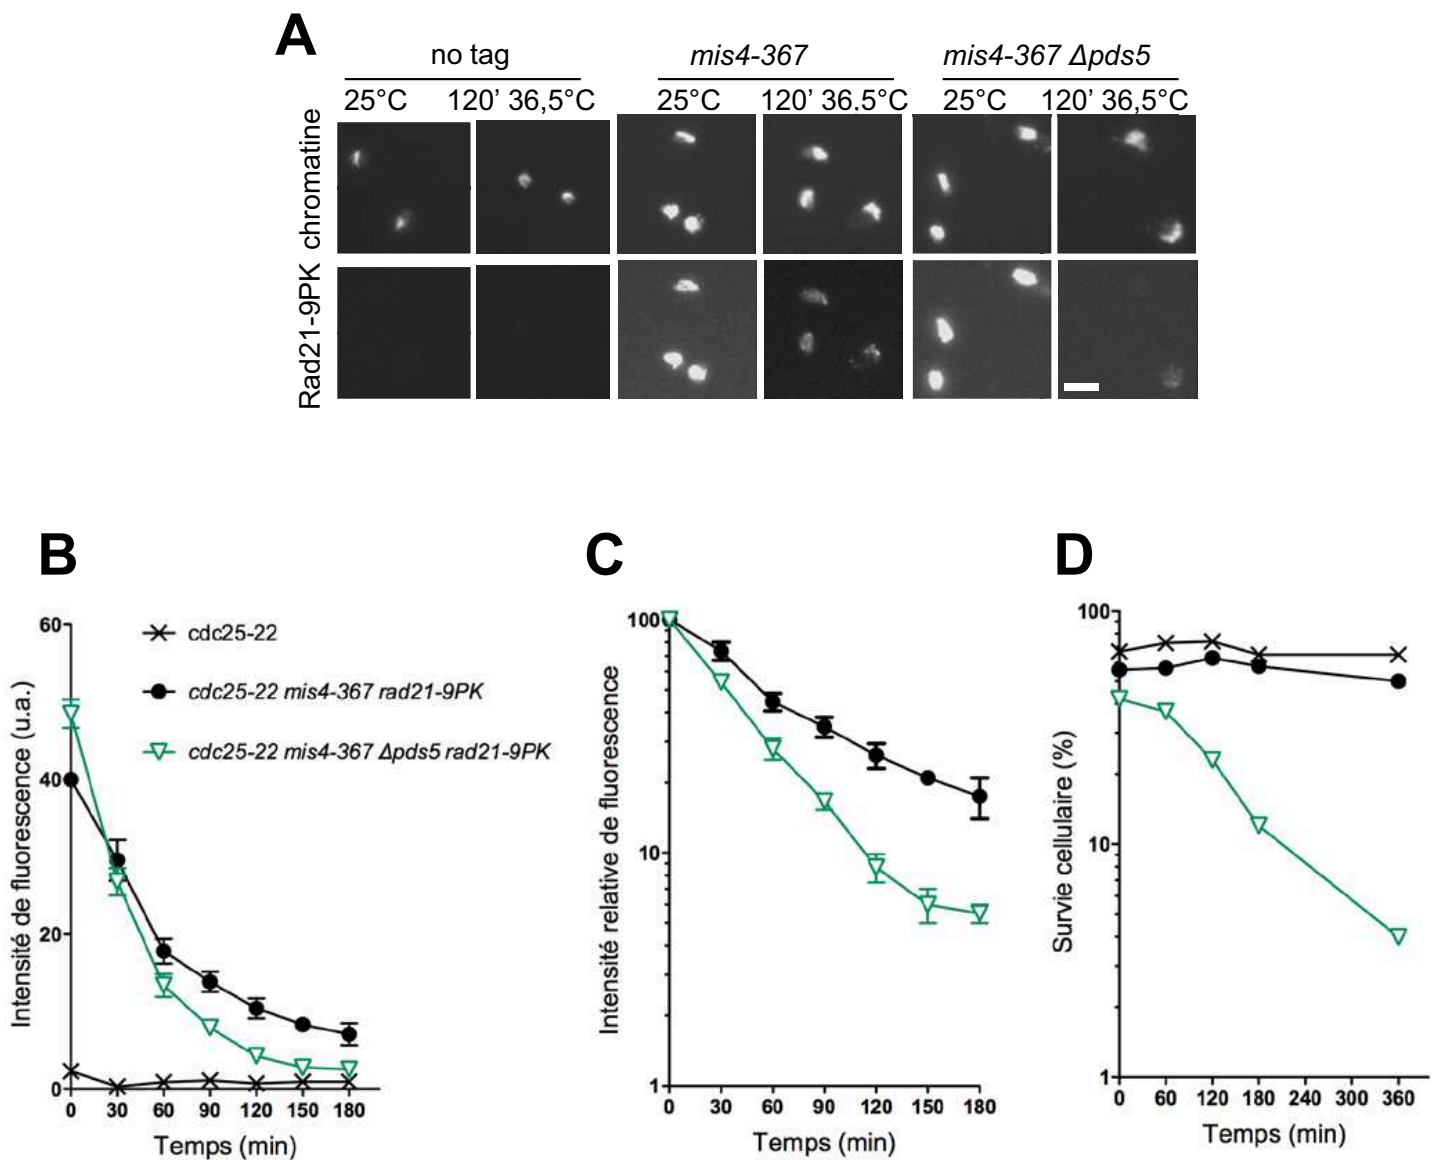 A
no tag mis4-367 mis4-367 Δpds5
25°C 120’ 36,5°C 25°C 120’ 36,5°C 25°C 120’ 36,5°C
chromatine
Rad21-9PK
B
Intensité de fluorescence (u.a.)
60
40
20
0
cdc25-22
cdc25-22 mis4-367 rad21-9PK
cdc25-22 mis4-367 Δpds5 rad21-9PK
0 30 60 90 120 150 180
Temps (min)
C
Intensité relative de fluorescence
100
10
1
0 30 60 90 120 150 180
Temps (min)
D
Survie cellulaire (%)
100
10
1
0 60 120 180 240 300 360
Temps (min)